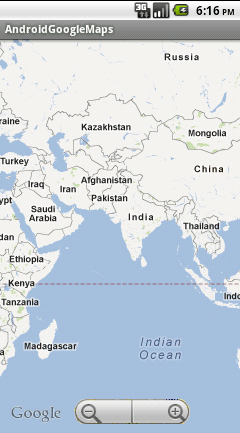 3G 6:16 PM
AndroidGoogleMaps
Russia
Kazakhstan
Mongolia
raine
Turkey
China
Afghanistan
Iraq
Iran
Pakistan
ypt
Saudi
Arabia
India
Thailand
dan
Ethiopia
Kenya
Indo
Tanzania
Madagascar
Indian
Ocean
Google